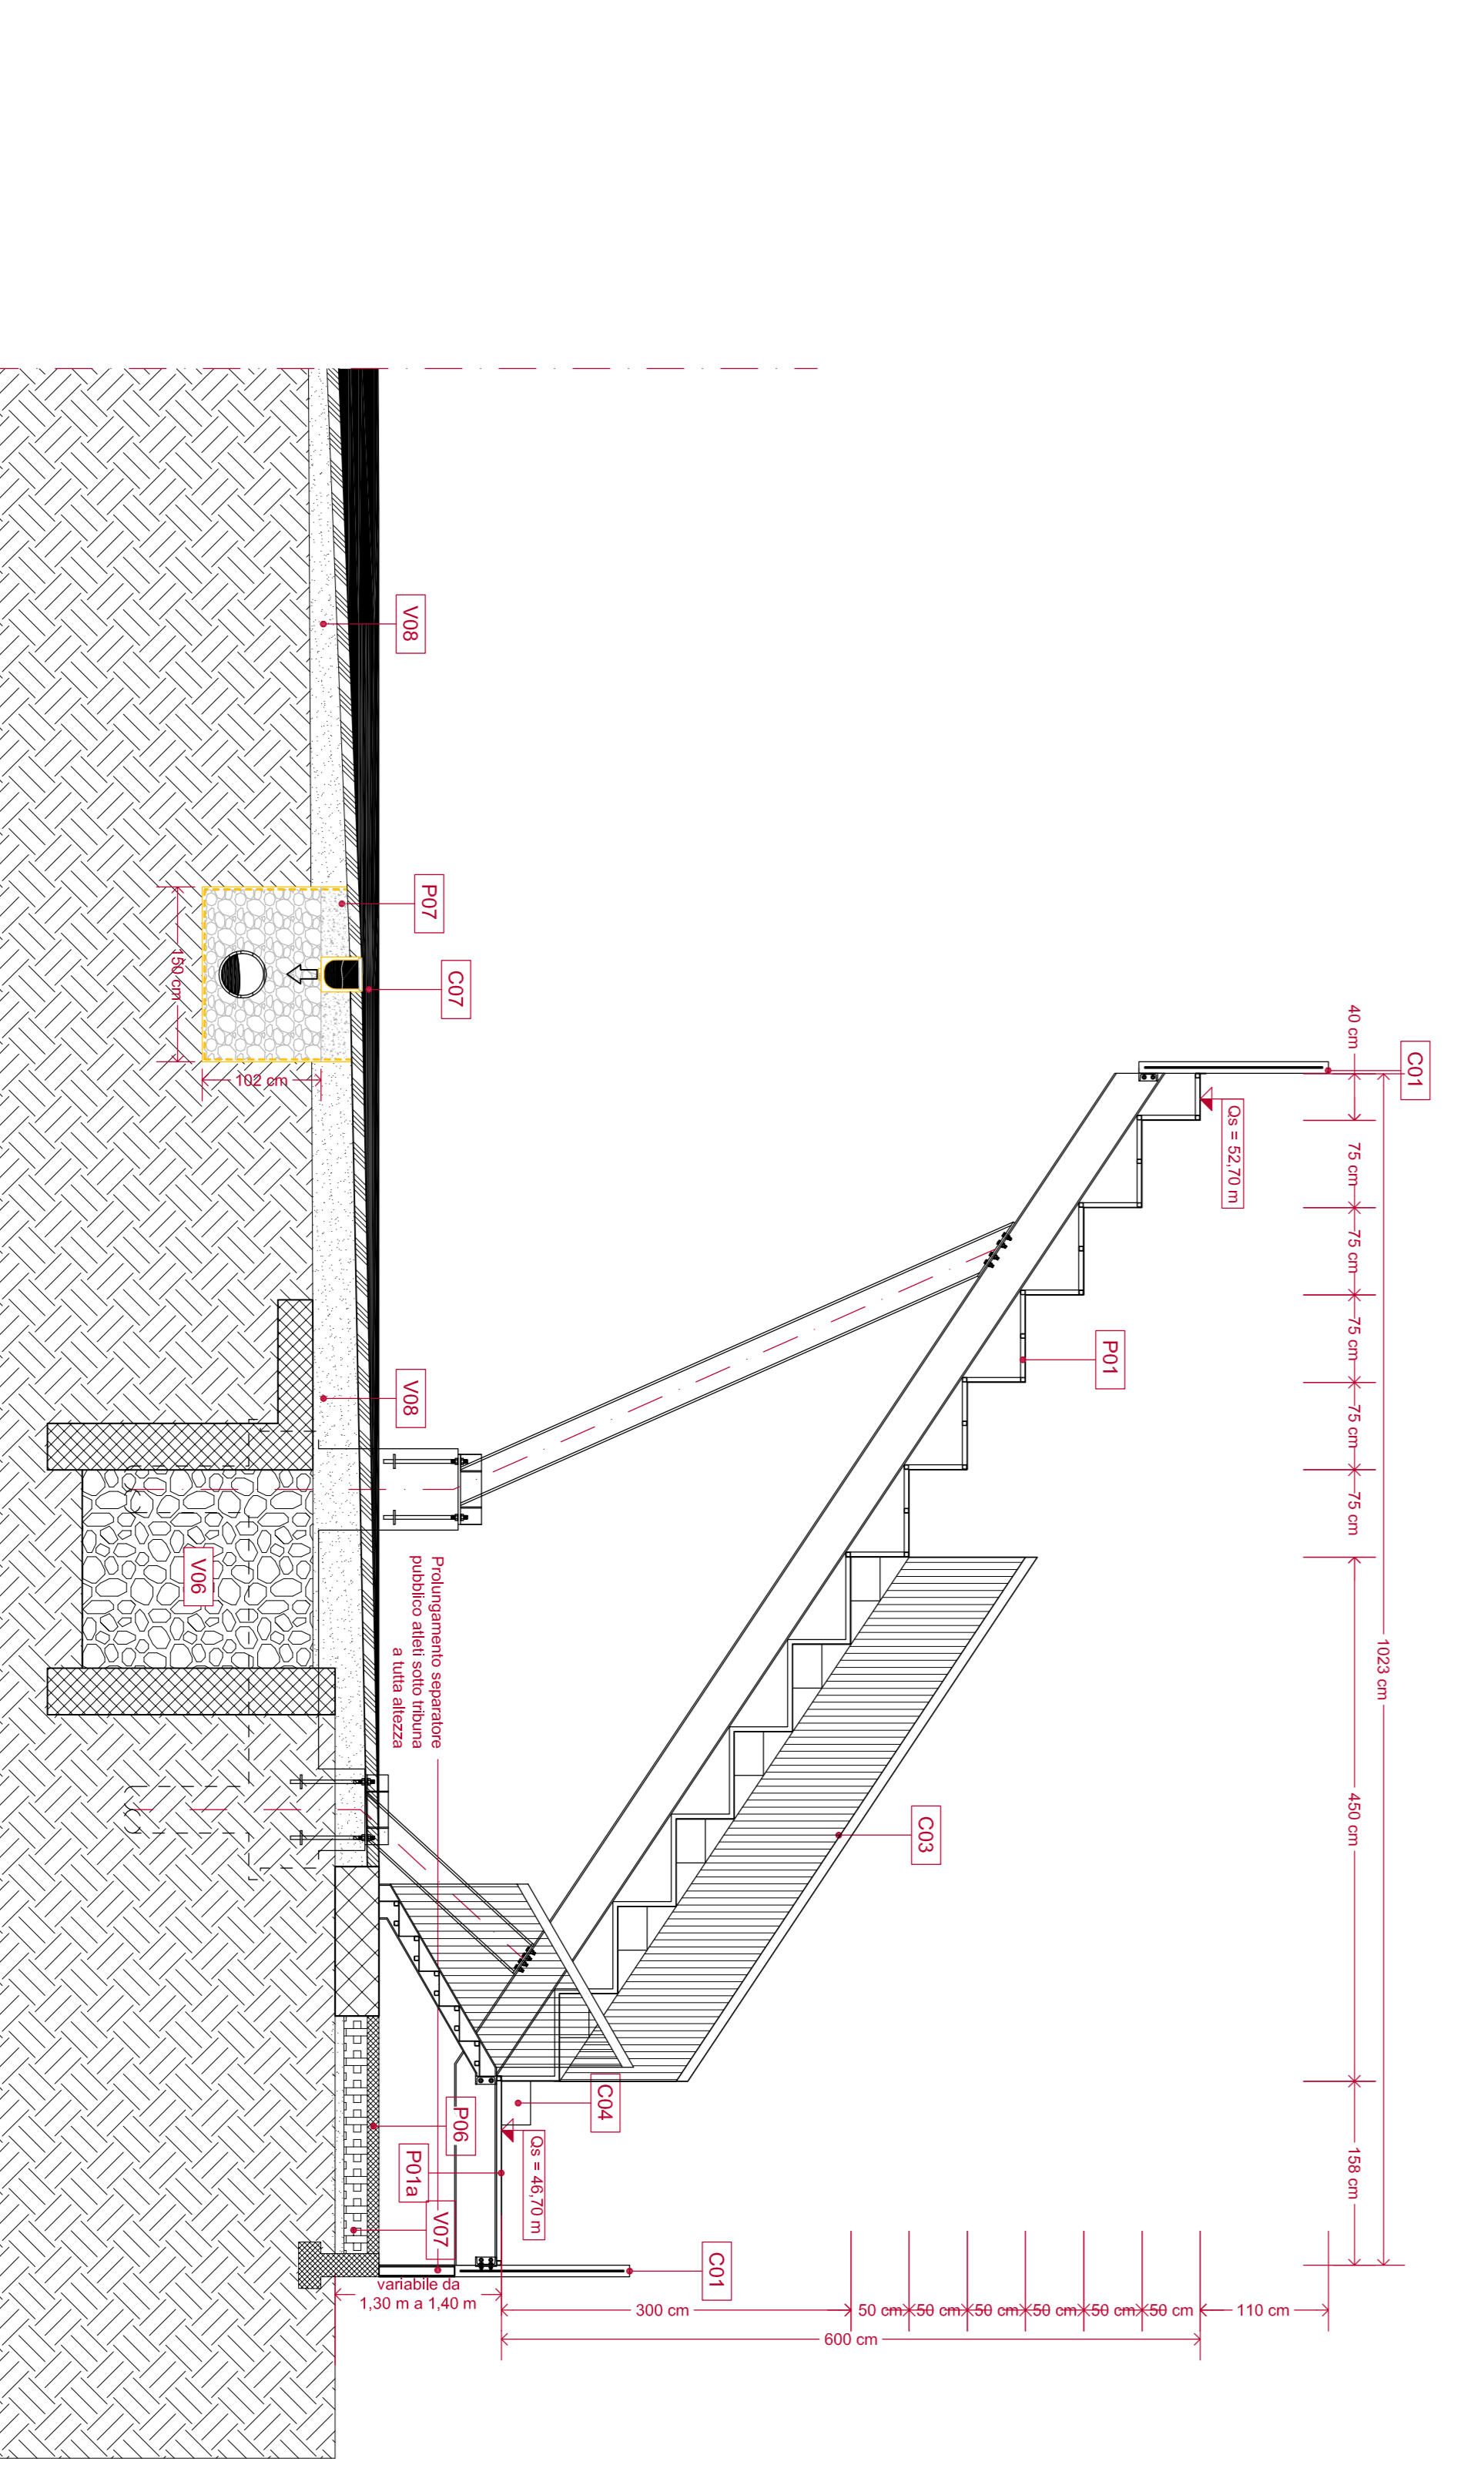 C01
40 cm
75 cm
75 cm
75 cm
75 cm
75 cm
450 cm
158 cm
1023 cm
Qs = 52,70 m
P01
C03
V08
P07
C07
150 cm
102 cm
V08
V06
Prolungamento separatore
pubblico atleti sotto tribuna
a tutta altezza
C04
Qs = 46,70 m
P06
P01a
V07
C01
variabile da
1,30 m a 1,40 m
300 cm
50 cm
50 cm
50 cm
50 cm
50 cm
50 cm
110 cm
600 cm